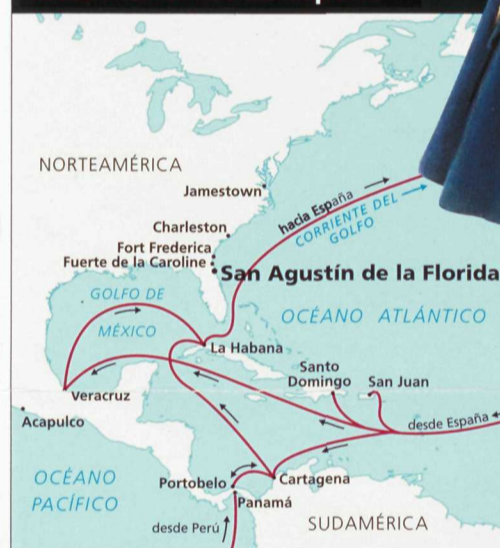 NORTEAMÉRICA
Jamestown
hacia España
CORRIENTE DEL
GOLFO
Charleston
Fort Frederica
Fuerte de la Caroline
San Agustín de la Florida
GOLFO DE
MÉXICO
OCÉANO ATLÁNTICO
La Habana
Santo
Domingo
San Juan
Veracruz
Acapulco
desde España
OCÉANO
PACÍFICO
Portobelo
Cartagena
Panamá
desde Perú
SUDAMÉRICA